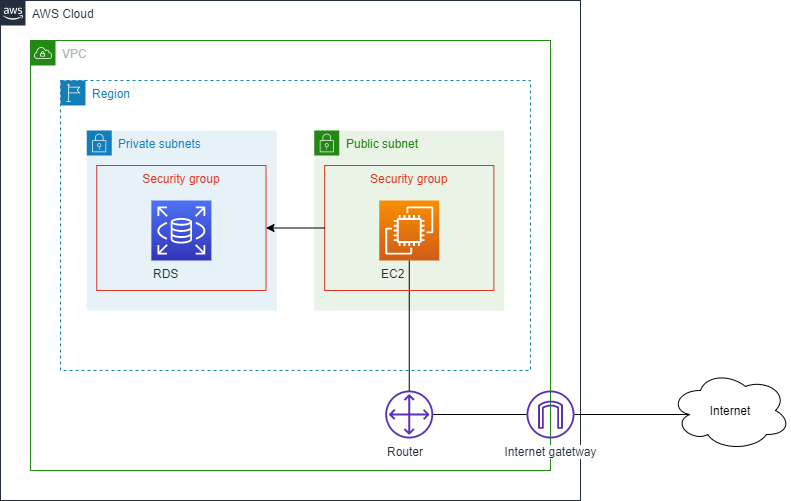 aws
AWS Cloud
VPC
Region
Private subnets
Public subnet
Security group
Security group
RDS
EC2
Internet
Router
Internet gatetway